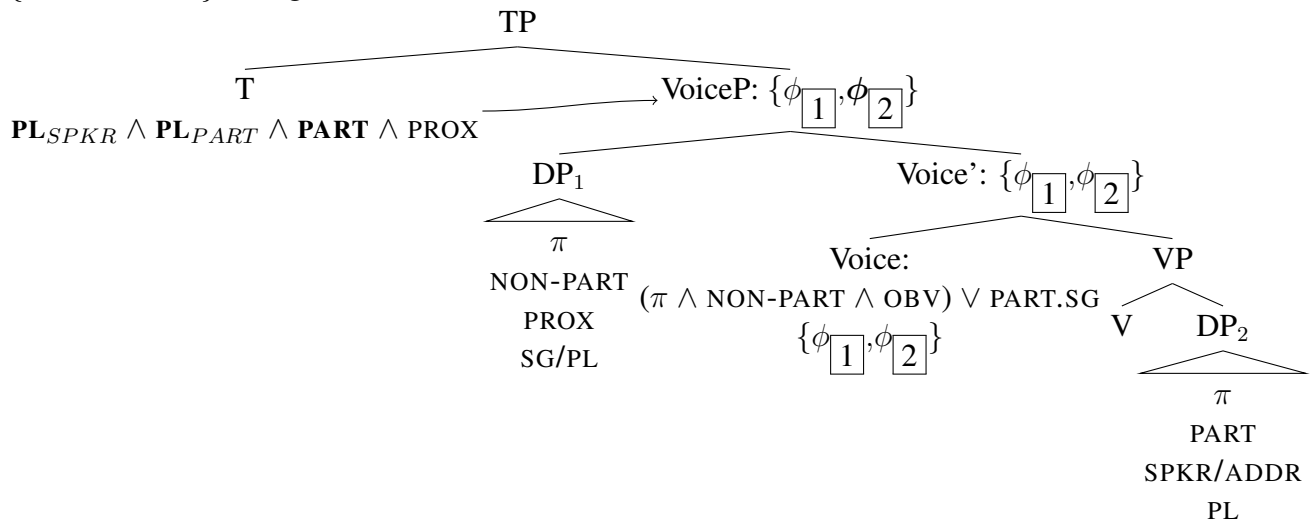 TP
T VoiceP: {ϕ1,ϕ2}
PL_SPKR ∧ PL_PART ∧ PART ∧ PROX
DP1 Voice': {ϕ1,ϕ2}
π Voice: VP
NON-PART (π ∧ NON-PART ∧ OBV) ∨ PART.SG
PROX {ϕ1,ϕ2} V DP2
SG/PL
π
PART
SPKR/ADDR
PL